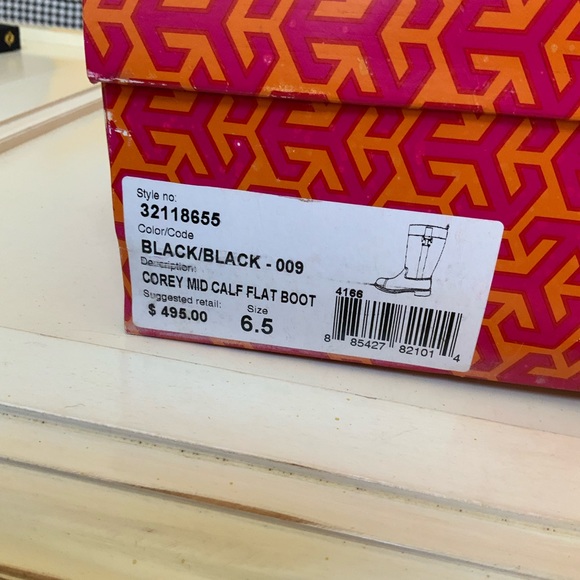 Style no:
32118655
Color/Code
BLACK/BLACK - 009
Description:
COREY MID CALF FLAT BOOT
Suggested retail: Size
$ 495.00 6.5
4166
8 85427 82101 4